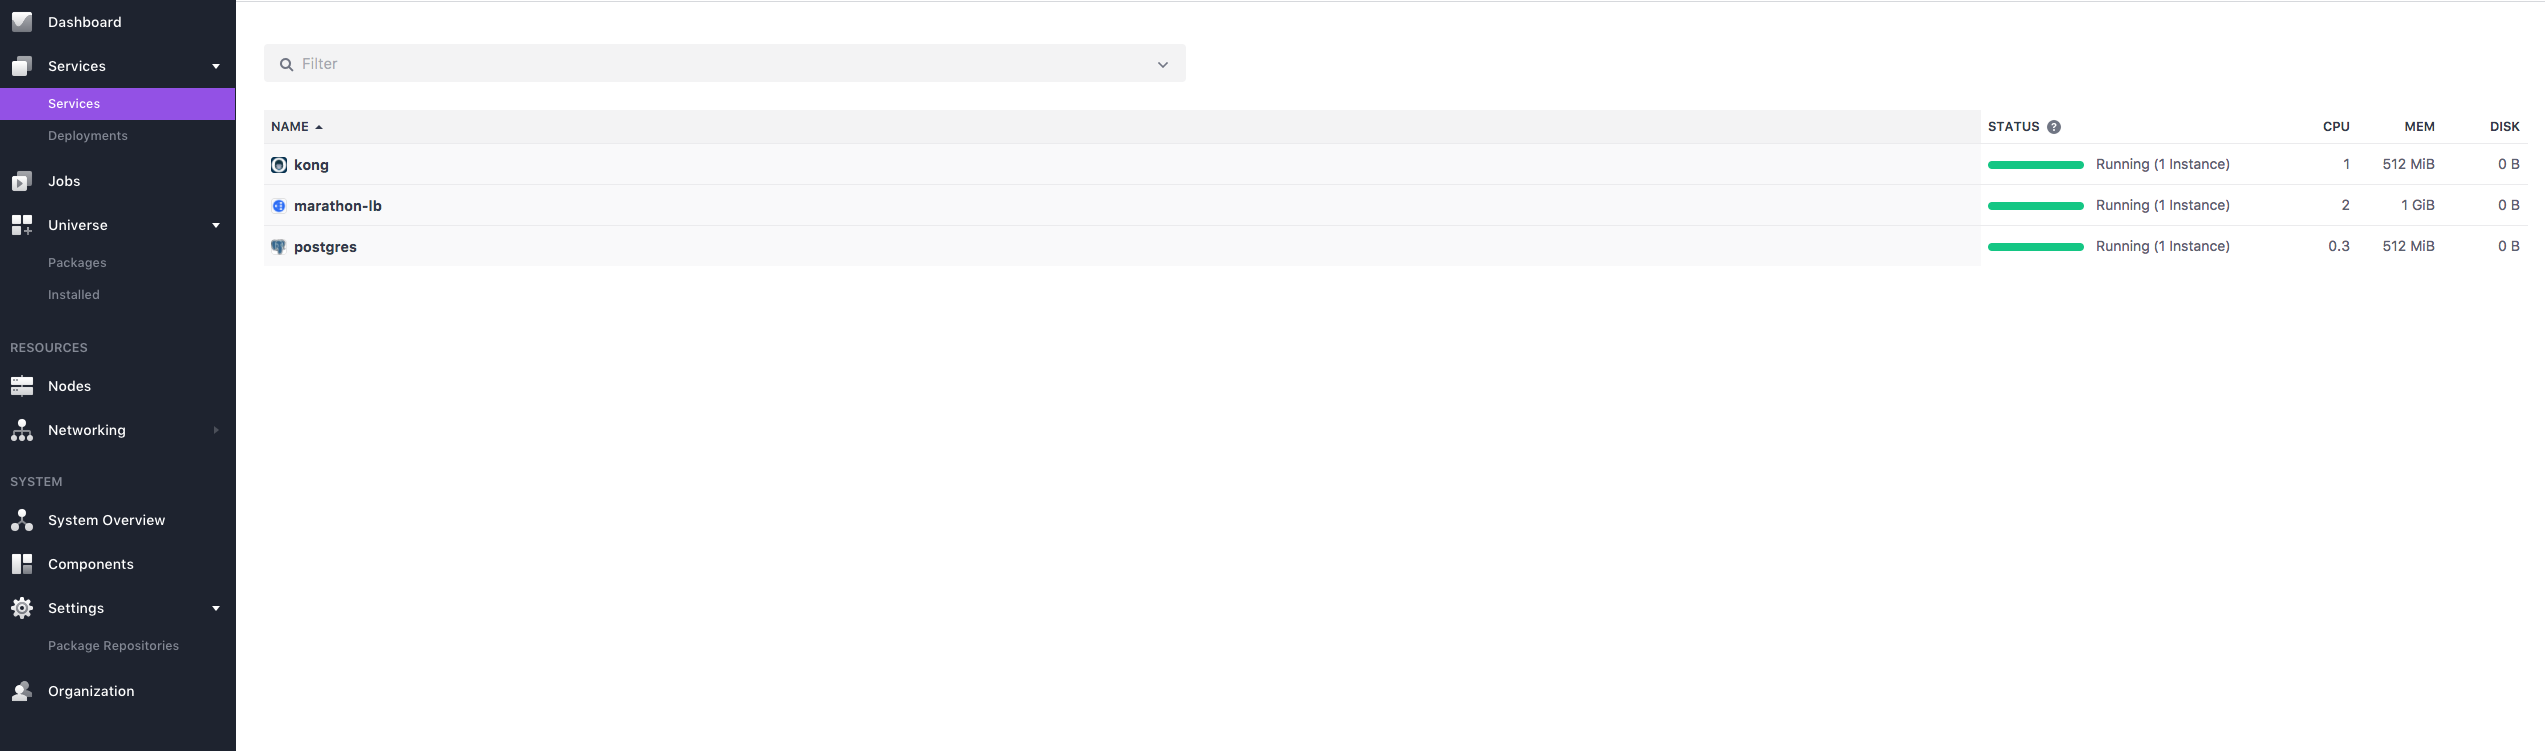 Dashboard
Services
Services
Deployments
Jobs
Universe
Packages
Installed
RESOURCES
Nodes
Networking
SYSTEM
System Overview
Components
Settings
Package Repositories
Organization
Filter
NAME STATUS ? CPU MEM DISK
kong Running (1 Instance) 1 512 MiB 0 B
marathon-lb Running (1 Instance) 2 1 GiB 0 B
postgres Running (1 Instance) 0.3 512 MiB 0 B